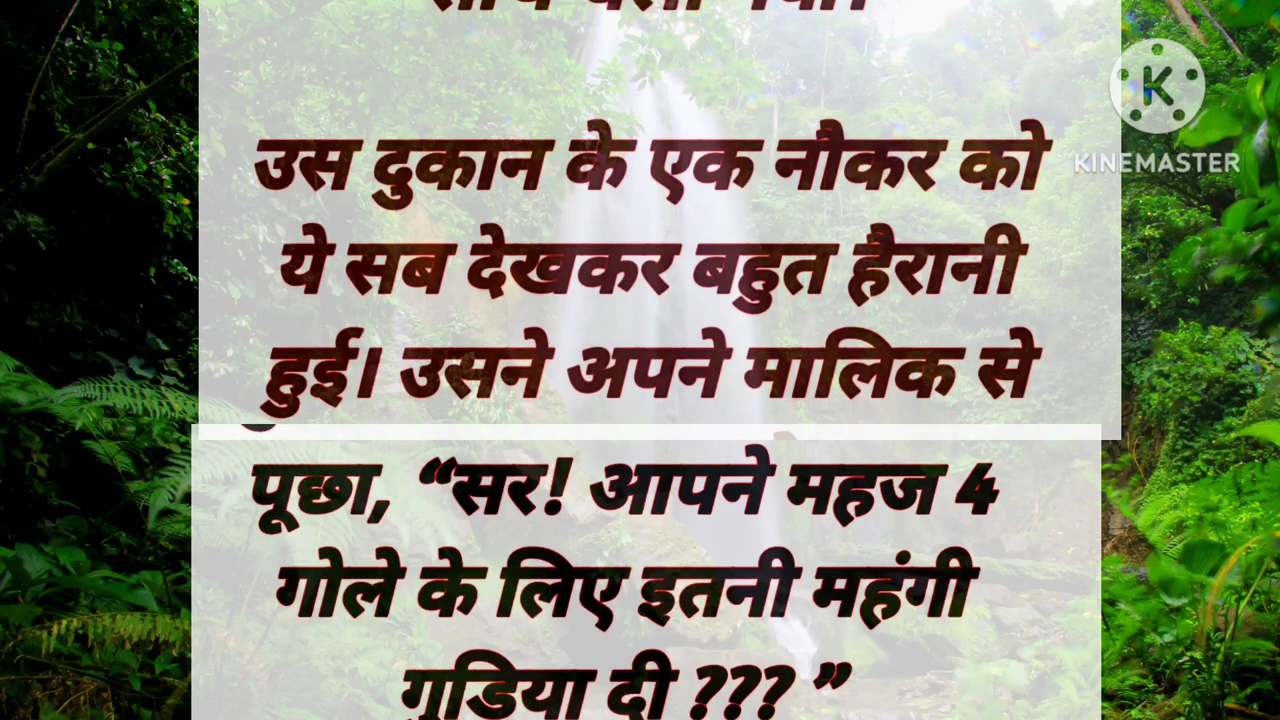 उस दुकान के एक नौकर को
ये सब देखकर बहुत हैरानी
हुई। उसने अपने मालिक से
पूछा, “सर! आपने महज 4
गोले के लिए इतनी महंगी
गुडिया दी ??? ”
K
KINEMASTER